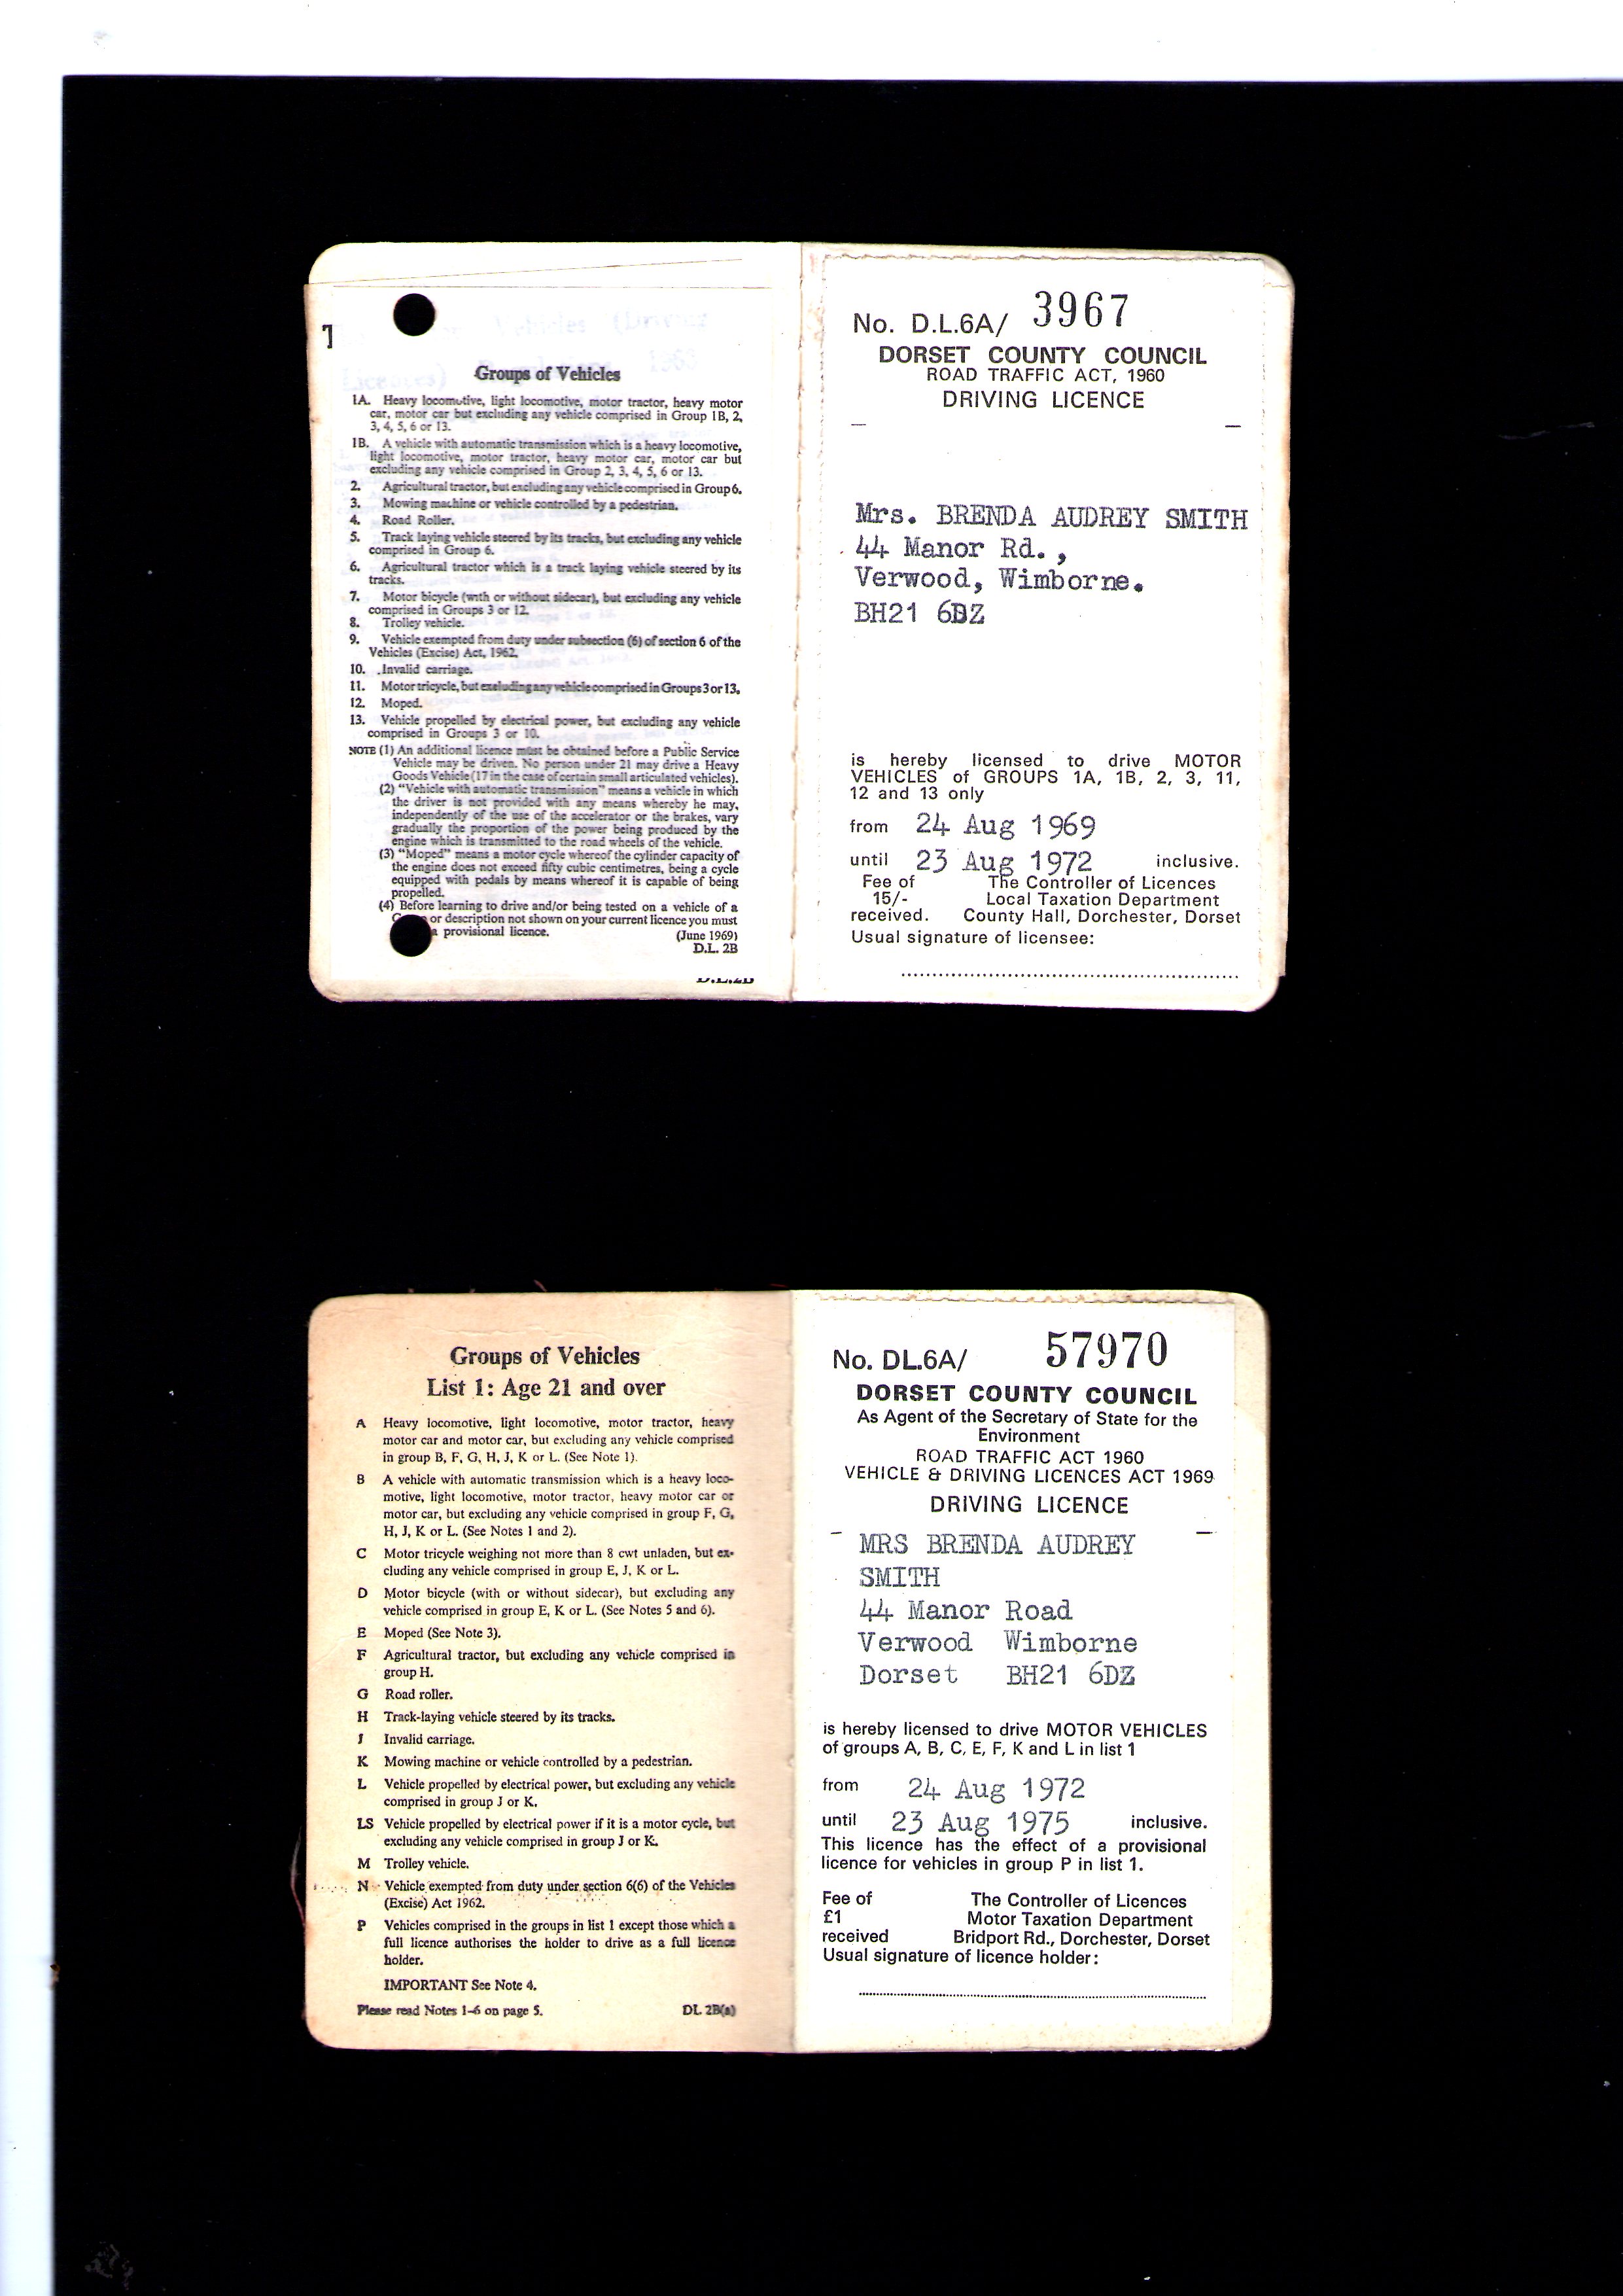 Groups of Vehicles
1A. Heavy locomotive, light locomotive, motor tractor, heavy motor
car, motor car but excluding any vehicle comprised in Group 1B, 2,
3, 4, 5, 6 or 13.
1B. A vehicle with automatic transmission which is a heavy locomotive,
light locomotive, motor tractor, heavy motor car, motor car but
excluding any vehicle comprised in Group 2, 3, 4, 5, 6 or 13.
2. Agricultural tractor, but excluding any vehicle comprised in Group 6.
3. Mowing machine or vehicle controlled by a pedestrian.
4. Road Roller.
5. Track laying vehicle steered by its tracks, but excluding any vehicle
comprised in Group 6.
6. Agricultural tractor which is a track laying vehicle steered by its
tracks.
7. Motor bicycle (with or without sidecar), but excluding any vehicle
comprised in Groups 3 or 12.
8. Trolley vehicle.
9. Vehicle exempted from duty under subsection (6) of section 6 of the
Vehicles (Excise) Act, 1962.
10. Invalid carriage.
11. Motor tricycle, but excluding any vehicle comprised in Groups 3 or 13.
12. Moped.
13. Vehicle propelled by electrical power, but excluding any vehicle
comprised in Groups 3 or 10.
NOTE (1) An additional licence must be obtained before a Public Service
Vehicle may be driven. No person under 21 may drive a Heavy
Goods Vehicle (17 in the case of certain small articulated vehicles).
(2) "Vehicle with automatic transmission" means a vehicle in which
the driver is not provided with any means whereby he may,
independently of the use of the accelerator or the brakes, vary
gradually the proportion of the power being produced by the
engine which is transmitted to the road wheels of the vehicle.
(3) "Moped" means a motor cycle whereof the cylinder capacity of
the engine does not exceed fifty cubic centimetres, being a cycle
equipped with pedals by means whereof it is capable of being
propelled.
(4) Before learning to drive and/or being tested on a vehicle of a
or description not shown on your current licence you must
a provisional licence.
(June 1969)
D.L. 2B
No. D.L.6A/ 3967
DORSET COUNTY COUNCIL
ROAD TRAFFIC ACT, 1960
DRIVING LICENCE
Mrs. BRENDA AUDREY SMITH
44 Manor Rd.,
Verwood, Wimborne.
BH21 6DZ
is hereby licensed to drive MOTOR
VEHICLES of GROUPS 1A, 1B, 2, 3, 11,
12 and 13 only
from 24 Aug 1969
until 23 Aug 1972 inclusive.
Fee of The Controller of Licences
15/- Local Taxation Department
received. County Hall, Dorchester, Dorset
Usual signature of licensee:
Groups of Vehicles
List 1: Age 21 and over
A Heavy locomotive, light locomotive, motor tractor, heavy
motor car and motor car, but excluding any vehicle comprised
in group B, F, G, H, J, K or L. (See Note 1).
B A vehicle with automatic transmission which is a heavy loco-
motive, light locomotive, motor tractor, heavy motor car or
motor car, but excluding any vehicle comprised in group F, G,
H, J, K or L. (See Notes 1 and 2).
C Motor tricycle weighing not more than 8 cwt unladen, but ex-
cluding any vehicle comprised in group E, J, K or L.
D Motor bicycle (with or without sidecar), but excluding any
vehicle comprised in group E, K or L. (See Notes 5 and 6).
E Moped (See Note 3).
F Agricultural tractor, but excluding any vehicle comprised in
group H.
G Road roller.
H Track-laying vehicle steered by its tracks.
J Invalid carriage.
K Mowing machine or vehicle controlled by a pedestrian.
L Vehicle propelled by electrical power, but excluding any vehicle
comprised in group J or K.
LS Vehicle propelled by electrical power if it is a motor cycle, but
excluding any vehicle comprised in group J or K.
M Trolley vehicle.
N Vehicle exempted from duty under section 6(6) of the Vehicles
(Excise) Act 1962.
P Vehicles comprised in the groups in list 1 except those which a
full licence authorises the holder to drive as a full licence
holder.
IMPORTANT See Note 4.
Please read Notes 1-6 on page 5. DL 2B(a)
No. DL.6A/ 57970
DORSET COUNTY COUNCIL
As Agent of the Secretary of State for the
Environment
ROAD TRAFFIC ACT 1960
VEHICLE & DRIVING LICENCES ACT 1969
DRIVING LICENCE
MRS BRENDA AUDREY
SMITH
44 Manor Road
Verwood Wimborne
Dorset BH21 6DZ
is hereby licensed to drive MOTOR VEHICLES
of groups A, B, C, E, F, K and L in list 1
from 24 Aug 1972
until 23 Aug 1975 inclusive.
This licence has the effect of a provisional
licence for vehicles in group P in list 1.
Fee of The Controller of Licences
£1 Motor Taxation Department
received Bridport Rd., Dorchester, Dorset
Usual signature of licence holder: